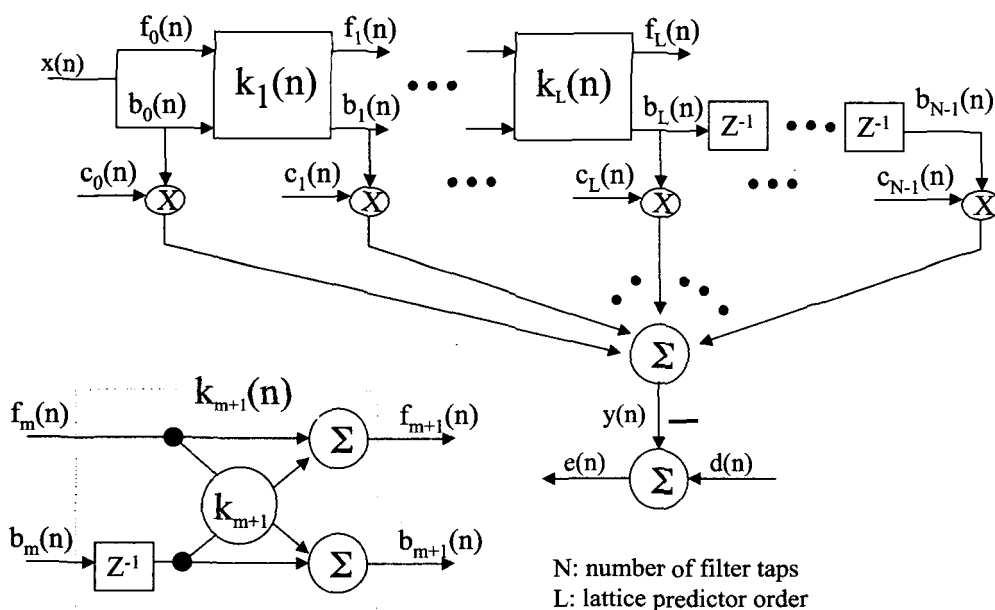 f₀(n) f₁(n) f_L(n)
x(n) k₁(n) k_L(n)
b₀(n) b₁(n) b_L(n) Z⁻¹ Z⁻¹ b_{N-1}(n)
c₀(n) X c₁(n) X c_L(n) X c_{N-1}(n) X
Σ
y(n) –
e(n) Σ d(n)
k_{m+1}(n)
f_m(n) Σ f_{m+1}(n)
k_{m+1}
b_m(n) Z⁻¹ Σ b_{m+1}(n)
N: number of filter taps
L: lattice predictor order